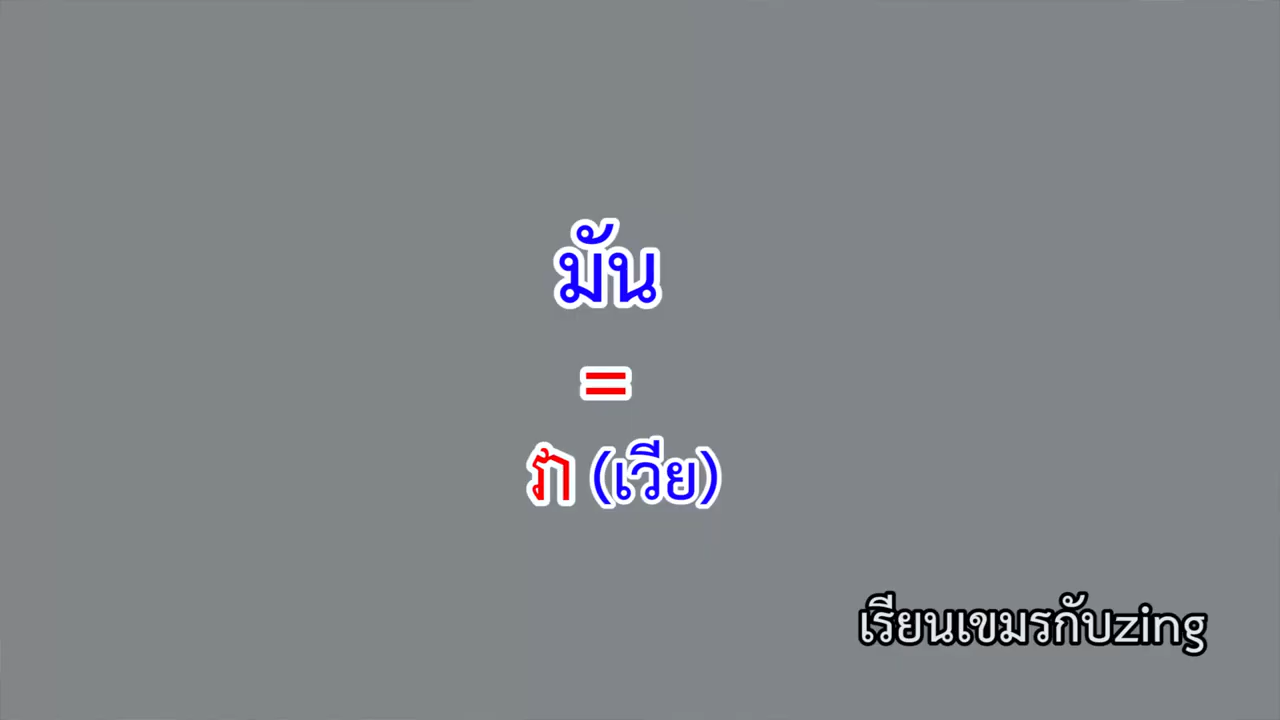 มัน
=
វា (เวีย)
เรียนเขมรกับzing